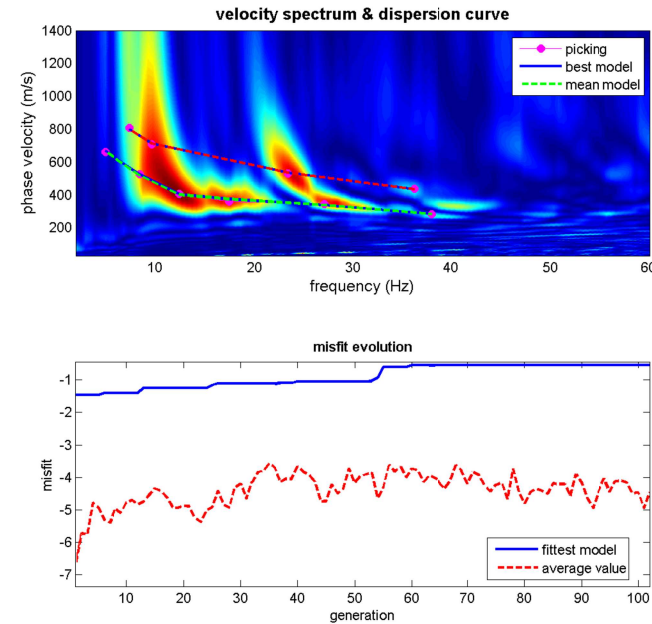 velocity spectrum & dispersion curve
1400
1200
1000
800
600
400
200
phase velocity (m/s)
picking
best model
mean model
10 20 30 40 50 60
frequency (Hz)
misfit evolution
-1
-2
-3
-4
-5
-6
-7
misfit
fittest model
average value
10 20 30 40 50 60 70 80 90 100
generation